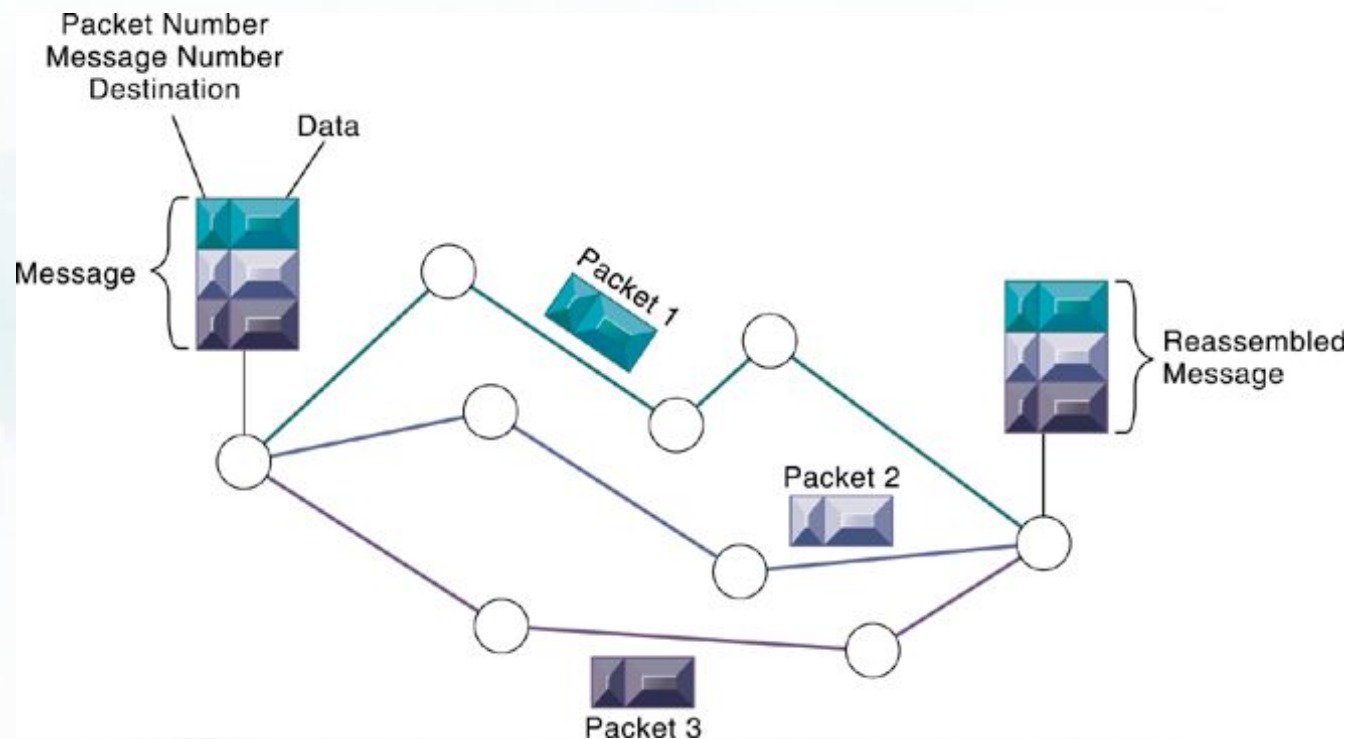 Packet Number
Message Number
Destination
Data
Message
Packet 1
Reassembled
Message
Packet 2
Packet 3